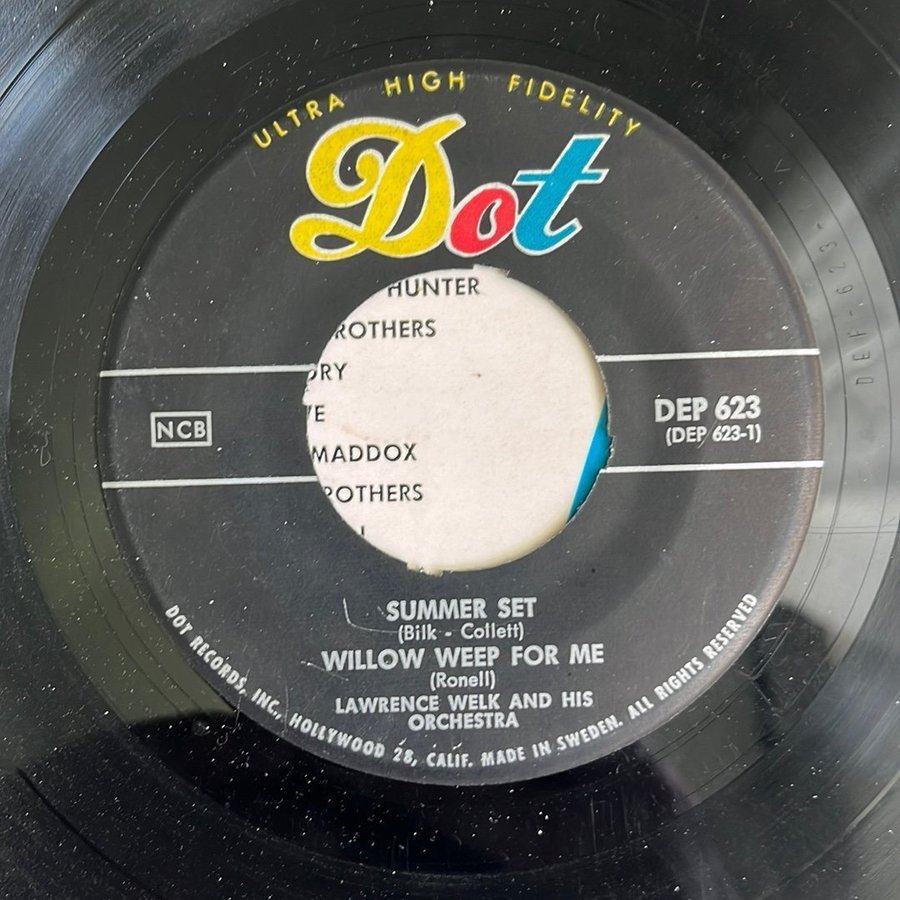 ULTRA HIGH FIDELITY
Dot
HUNTER
ROTHERS
ORY
VE
MADDOX
ROTHERS
NCB
DEP 623
(DEP 623-1)
DEP-623-
SUMMER SET
(Bilk - Collett)
WILLOW WEEP FOR ME
(Ronell)
LAWRENCE WELK AND HIS
ORCHESTRA
DOT RECORDS, INC., HOLLYWOOD 28, CALIF. MADE IN SWEDEN. ALL RIGHTS RESERVED